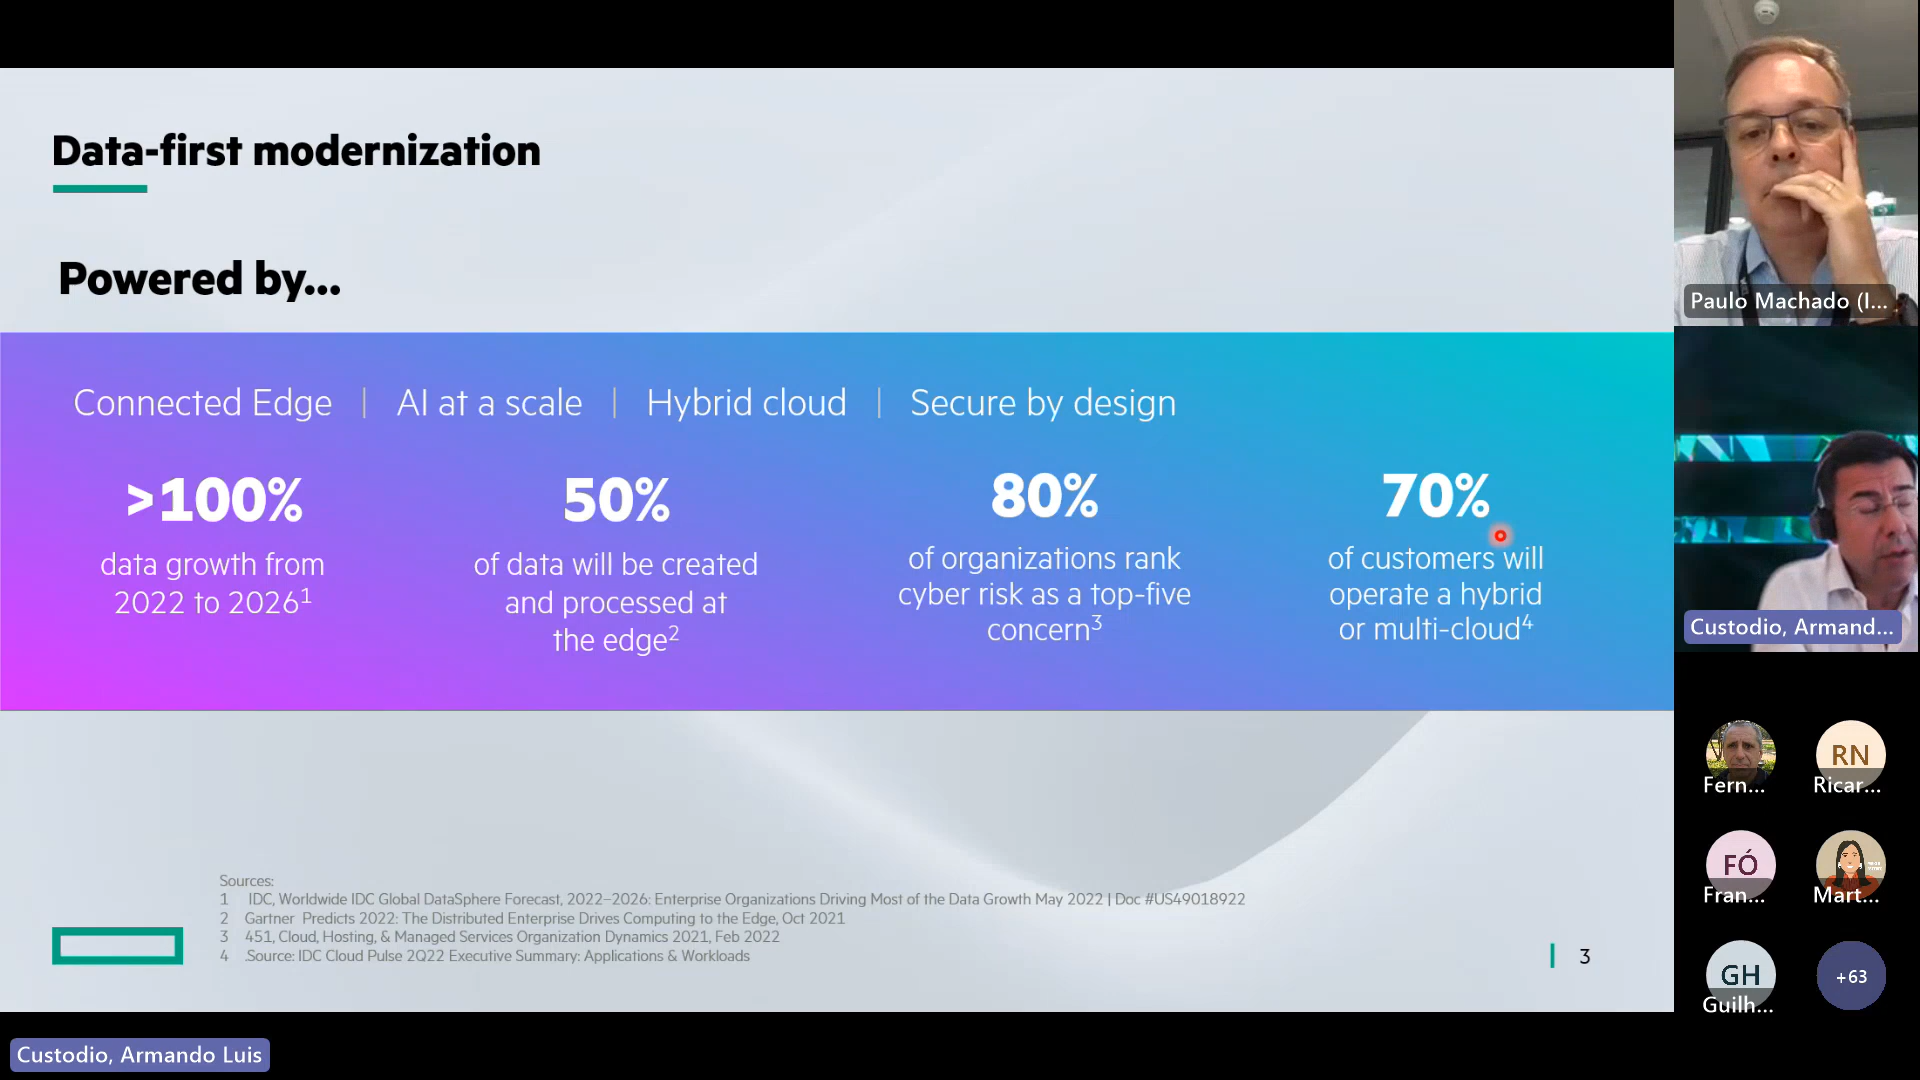 Data-first modernization
Powered by...
Connected Edge | AI at a scale | Hybrid cloud | Secure by design
>100%
data growth from
2022 to 2026¹
50%
of data will be created
and processed at
the edge²
80%
of organizations rank
cyber risk as a top-five
concern³
70%
of customers will
operate a hybrid
or multi-cloud⁴
Sources:
1 IDC, Worldwide IDC Global DataSphere Forecast, 2022–2026: Enterprise Organizations Driving Most of the Data Growth May 2022 | Doc #US49018922
2 Gartner Predicts 2022: The Distributed Enterprise Drives Computing to the Edge, Oct 2021
3 451, Cloud, Hosting, & Managed Services Organization Dynamics 2021, Feb 2022
4 .Source: IDC Cloud Pulse 2Q22 Executive Summary: Applications & Workloads
3
Paulo Machado (I...
Custodio, Armand...
RN
Fern...
Ricar...
FÓ
Fran...
Mart...
GH
Guilh...
+63
Custodio, Armando Luis